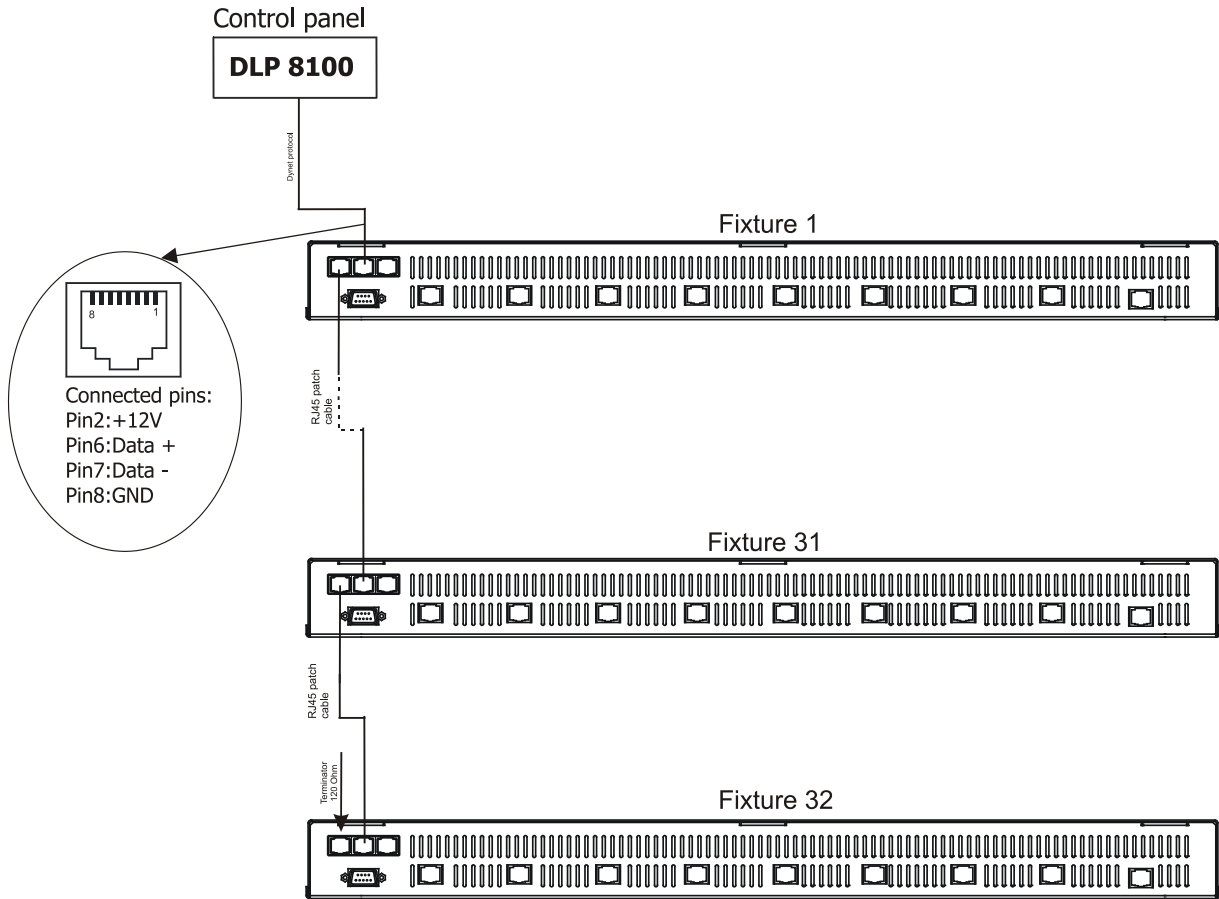 Control panel
DLP 8100
Dynet protocol
Fixture 1
8
1
Connected pins:
Pin2:+12V
Pin6:Data +
Pin7:Data -
Pin8:GND
RJ45 patch
cable
Fixture 31
RJ45 patch
cable
Terminator
120 Ohm
Fixture 32